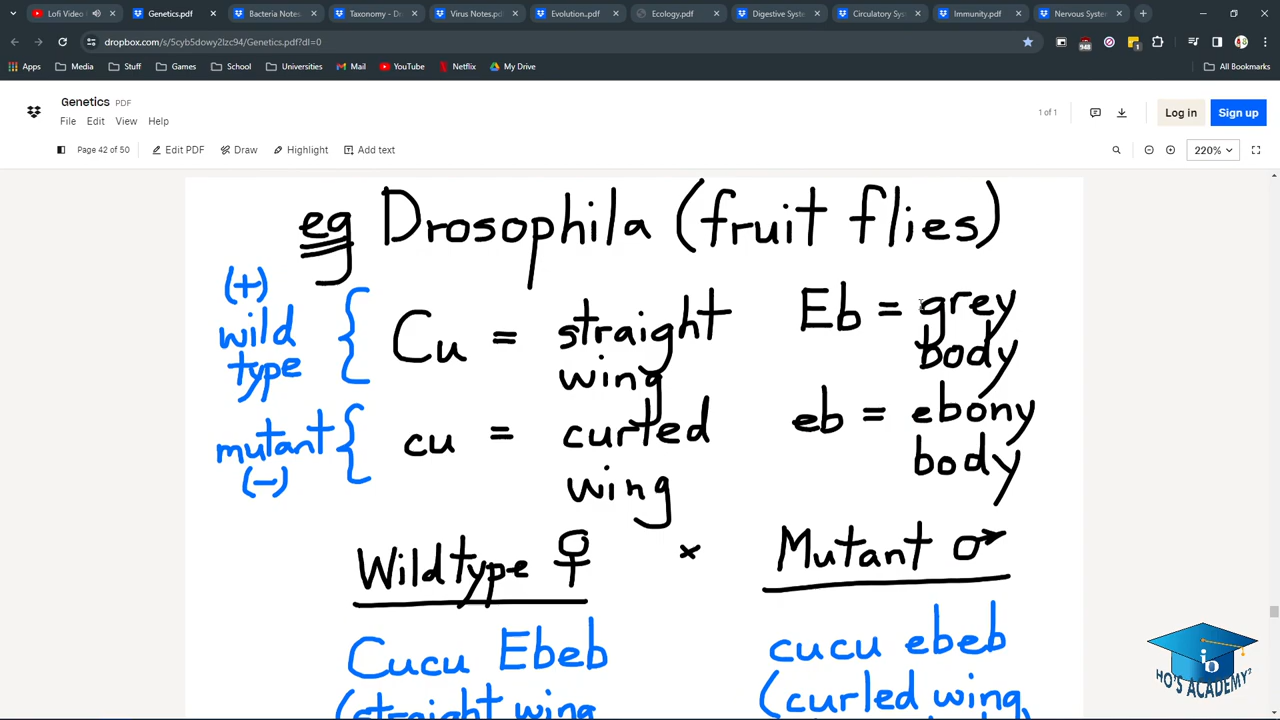 Lofi Video
Genetics.pdf
Bacteria Notes.
Taxonomy - D
Virus Notes.pd
Evolution..pdf
Ecology.pdf
Digestive Syste
Circulatory Sys
Immunity.pdf
Nervous System
dropbox.com/s/5cyb5dowy2lzc94/Genetics.pdf?dl=0
948
Apps
Media
Stuff
Games
School
Universities
Mail
YouTube
Netflix
My Drive
All Bookmarks
Genetics PDF
File Edit View Help
1 of 1
Log in
Sign up
Page 42 of 50
Edit PDF
Draw
Highlight
Add text
220%
eg Drosophila (fruit flies)
(+)
wild
type
Cu = straight
wing
Eb = grey
body
mutant
(-)
cu = curled
wing
eb = ebony
body
Wildtype ♀ × Mutant ♂
Cucu Ebeb
cucu ebeb
(straight wing
(curled wing,
HO'S ACADEMY